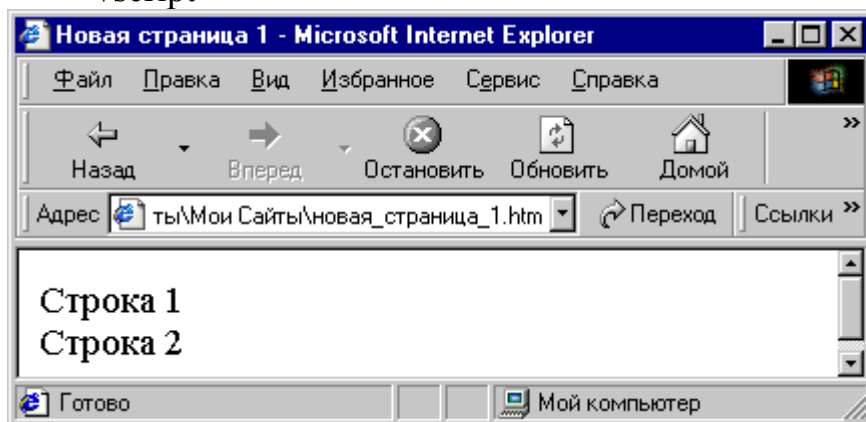 /script
Новая страница 1 - Microsoft Internet Explorer
Файл Правка Вид Избранное Сервис Справка
Назад Вперед Остановить Обновить Домой »
Адрес ты\Мои Сайты\новая_страница_1.htm Переход Ссылки »
Строка 1
Строка 2
Готово Мой компьютер